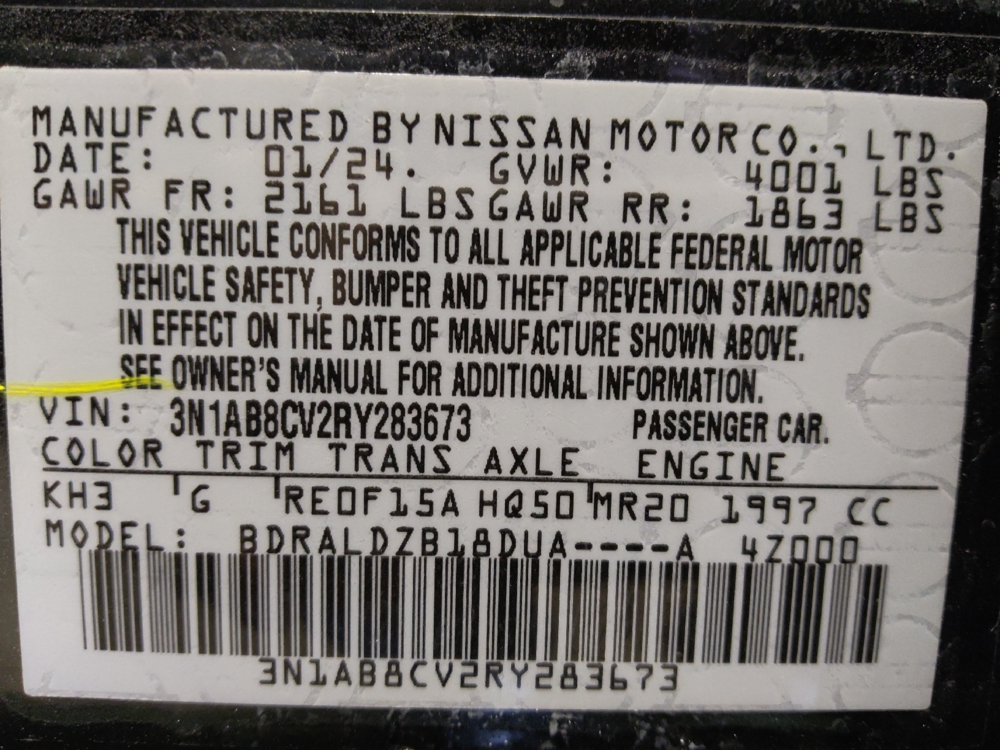 MANUFACTURED BY NISSAN MOTOR CO., LTD.
DATE: 01/24. GVWR: 4001 LBS
GAWR FR: 2161 LBS GAWR RR: 1863 LBS
THIS VEHICLE CONFORMS TO ALL APPLICABLE FEDERAL MOTOR
VEHICLE SAFETY, BUMPER AND THEFT PREVENTION STANDARDS
IN EFFECT ON THE DATE OF MANUFACTURE SHOWN ABOVE.
SEE OWNER'S MANUAL FOR ADDITIONAL INFORMATION.
VIN: 3N1AB8CV2RY283673 PASSENGER CAR.
COLOR TRIM TRANS AXLE ENGINE
KH3 G RE0F15A HQ50 MR20 1997 CC
MODEL: BDRALDZB18DUA----A 4Z000
3N1AB8CV2RY283673